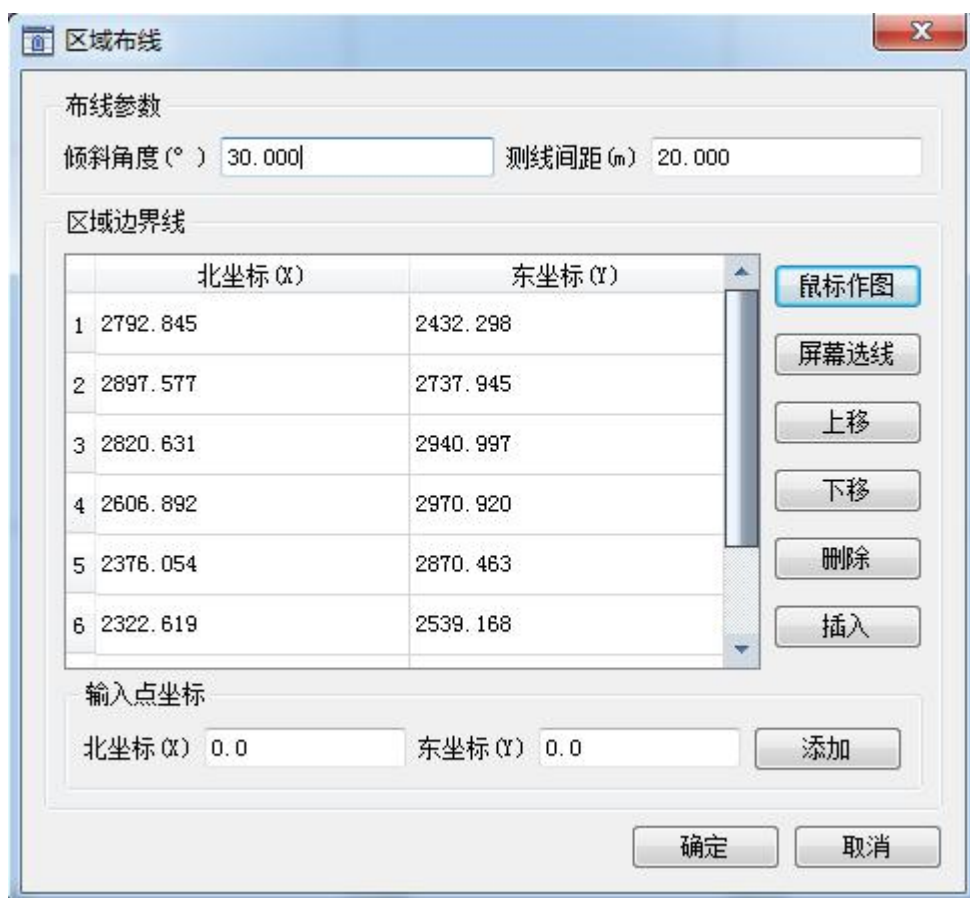 区域布线
布线参数
倾斜角度(°) 30.000 测线间距(m) 20.000
区域边界线
北坐标(X) 东坐标(Y)
1 2792.845 2432.298
2 2897.577 2737.945
3 2820.631 2940.997
4 2606.892 2970.920
5 2376.054 2870.463
6 2322.619 2539.168
鼠标作图
屏幕选线
上移
下移
删除
插入
输入点坐标
北坐标(X) 0.0 东坐标(Y) 0.0 添加
确定 取消